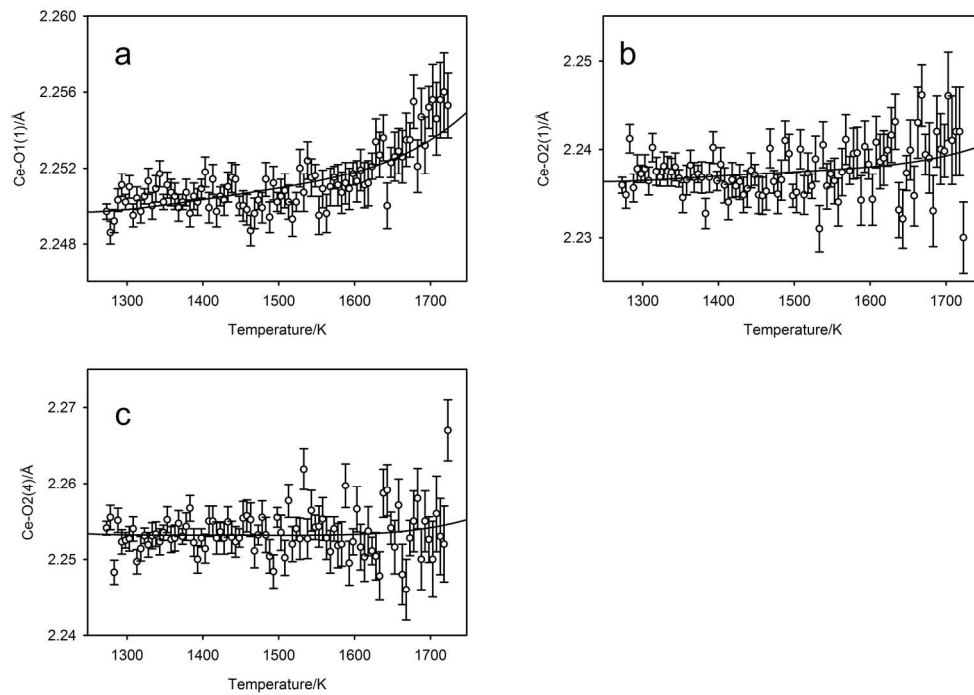 a
Ce-O1(1)/Å
2.260
2.256
2.252
2.248
1300 1400 1500 1600 1700
Temperature/K
b
Ce-O2(1)/Å
2.25
2.24
2.23
1300 1400 1500 1600 1700
Temperature/K
c
Ce-O2(4)/Å
2.27
2.26
2.25
2.24
1300 1400 1500 1600 1700
Temperature/K